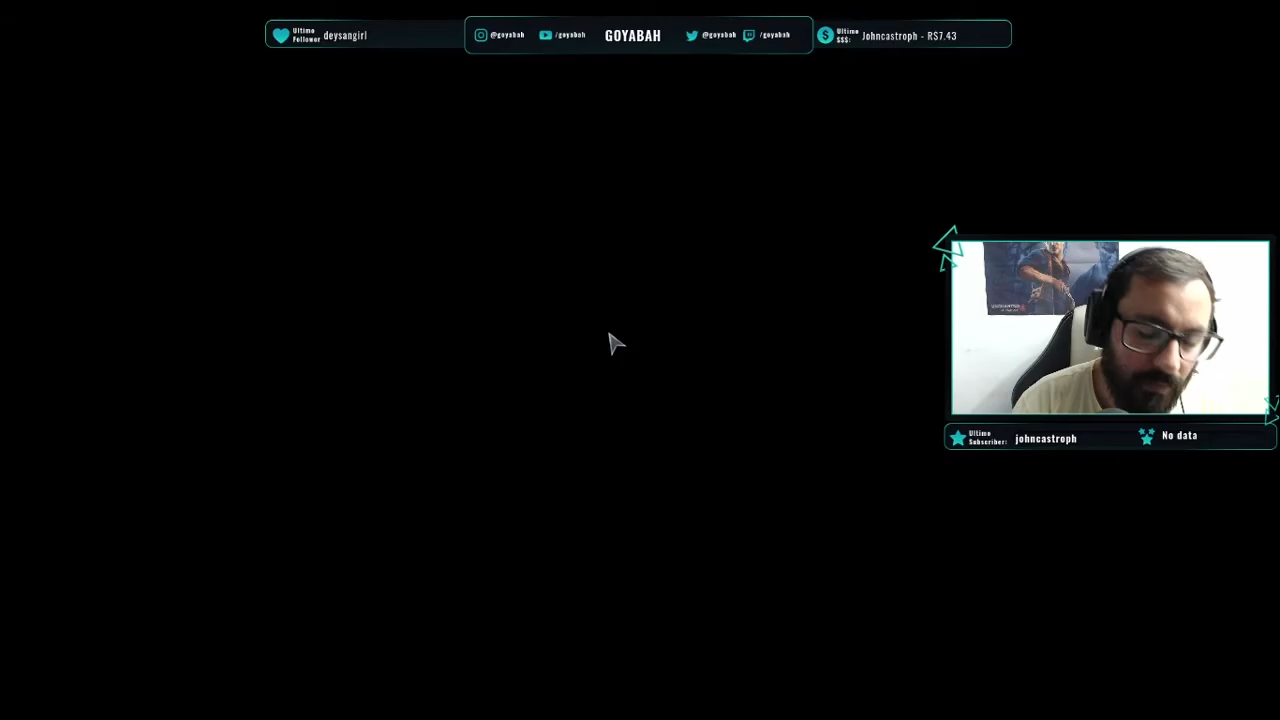 Ultimo
Follower
deysangirl
@goyabah
/goyabah
GOYABAH
@goyabah
/goyabah
Ultimo
$$$:
Johncastroph - R$7.43
Ultimo
Subscriber:
johncastroph
No data